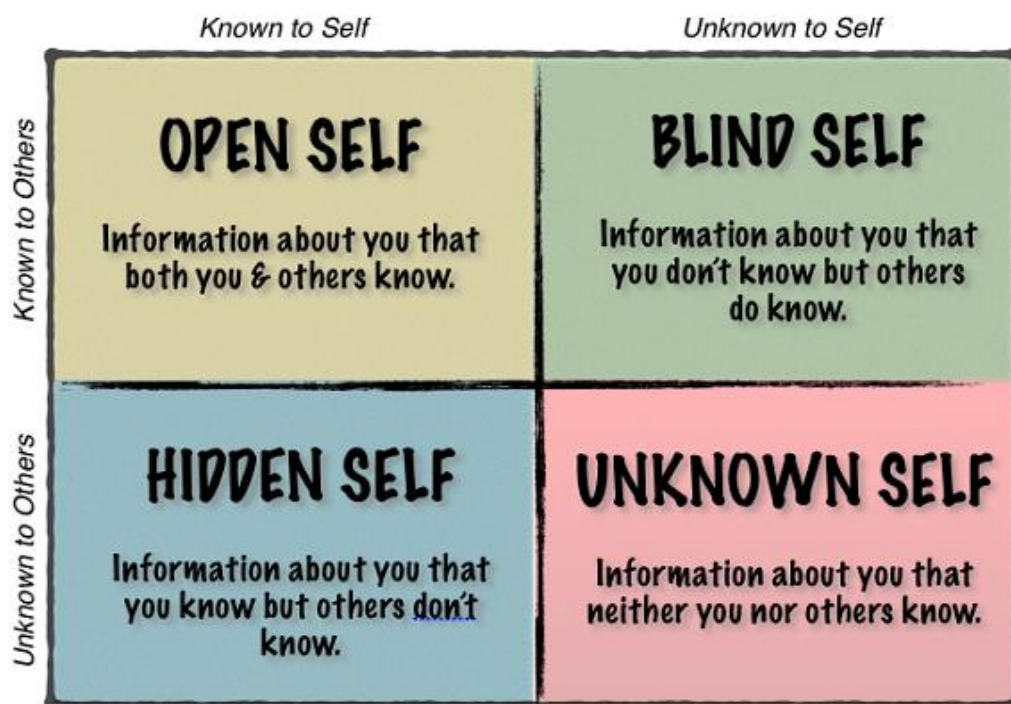 Known to Self
Unknown to Self
Known to Others
OPEN SELF
Information about you that
both you & others know.
BLIND SELF
Information about you that
you don't know but others
do know.
Unknown to Others
HIDDEN SELF
Information about you that
you know but others don't
know.
UNKNOWN SELF
Information about you that
neither you nor others know.